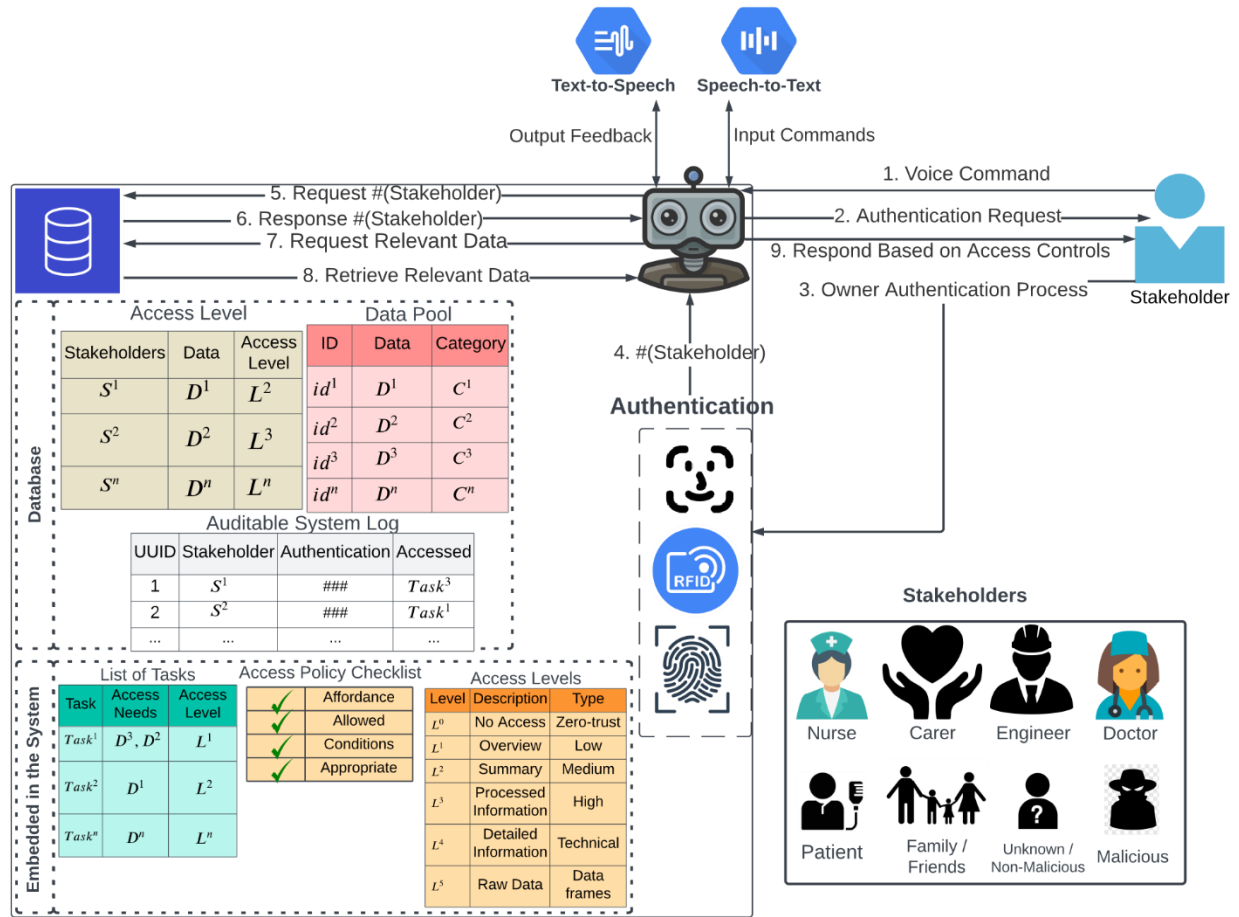 Text-to-Speech
Speech-to-Text
Output Feedback
Input Commands
1. Voice Command
5. Request #(Stakeholder)
6. Response #(Stakeholder)
2. Authentication Request
7. Request Relevant Data
9. Respond Based on Access Controls
8. Retrieve Relevant Data
3. Owner Authentication Process
Stakeholder
4. #(Stakeholder)
Authentication
RFID
Database
Access Level
Stakeholders Data Access Level
S¹ D¹ L²
S² D² L³
Sⁿ Dⁿ Lⁿ
Data Pool
ID Data Category
id¹ D¹ C¹
id² D² C²
id³ D³ C³
idⁿ Dⁿ Cⁿ
Auditable System Log
UUID Stakeholder Authentication Accessed
1 S¹ ### Task³
2 S² ### Task¹
... ... ... ...
Embedded in the System
List of Tasks
Task Access Needs Access Level
Task¹ D³, D² L¹
Task² D¹ L²
Taskⁿ Dⁿ Lⁿ
Access Policy Checklist
Affordance
Allowed
Conditions
Appropriate
Access Levels
Level Description Type
L⁰ No Access Zero-trust
L¹ Overview Low
L² Summary Medium
L³ Processed Information High
L⁴ Detailed Information Technical
L⁵ Raw Data Data frames
Stakeholders
Nurse
Carer
Engineer
Doctor
Patient
Family / Friends
?
Unknown / Non-Malicious
Malicious